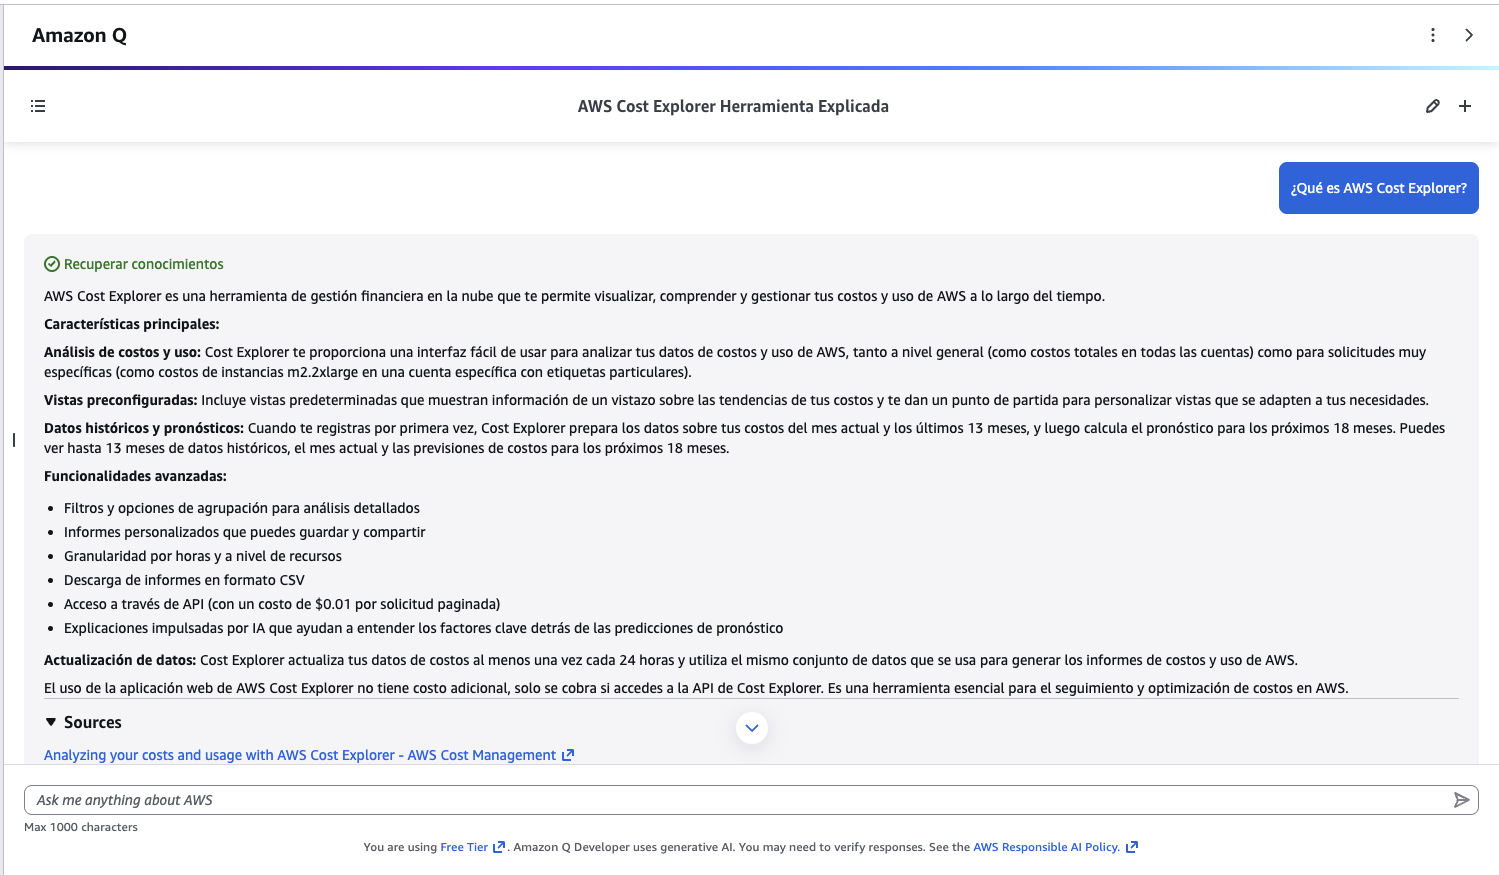 Amazon Q
AWS Cost Explorer Herramienta Explicada
¿Qué es AWS Cost Explorer?
Recuperar conocimientos
AWS Cost Explorer es una herramienta de gestión financiera en la nube que te permite visualizar, comprender y gestionar tus costos y uso de AWS a lo largo del tiempo.
Características principales:
Análisis de costos y uso: Cost Explorer te proporciona una interfaz fácil de usar para analizar tus datos de costos y uso de AWS, tanto a nivel general (como costos totales en todas las cuentas) como para solicitudes muy
específicas (como costos de instancias m2.2xlarge en una cuenta específica con etiquetas particulares).
Vistas preconfiguradas: Incluye vistas predeterminadas que muestran información de un vistazo sobre las tendencias de tus costos y te dan un punto de partida para personalizar vistas que se adapten a tus necesidades.
Datos históricos y pronósticos: Cuando te registras por primera vez, Cost Explorer prepara los datos sobre tus costos del mes actual y los últimos 13 meses, y luego calcula el pronóstico para los próximos 18 meses. Puedes
ver hasta 13 meses de datos históricos, el mes actual y las previsiones de costos para los próximos 18 meses.
Funcionalidades avanzadas:
• Filtros y opciones de agrupación para análisis detallados
• Informes personalizados que puedes guardar y compartir
• Granularidad por horas y a nivel de recursos
• Descarga de informes en formato CSV
• Acceso a través de API (con un costo de $0.01 por solicitud paginada)
• Explicaciones impulsadas por IA que ayudan a entender los factores clave detrás de las predicciones de pronóstico
Actualización de datos: Cost Explorer actualiza tus datos de costos al menos una vez cada 24 horas y utiliza el mismo conjunto de datos que se usa para generar los informes de costos y uso de AWS.
El uso de la aplicación web de AWS Cost Explorer no tiene costo adicional, solo se cobra si accedes a la API de Cost Explorer. Es una herramienta esencial para el seguimiento y optimización de costos en AWS.
Sources
Analyzing your costs and usage with AWS Cost Explorer - AWS Cost Management
Ask me anything about AWS
Max 1000 characters
You are using Free Tier. Amazon Q Developer uses generative AI. You may need to verify responses. See the AWS Responsible AI Policy.